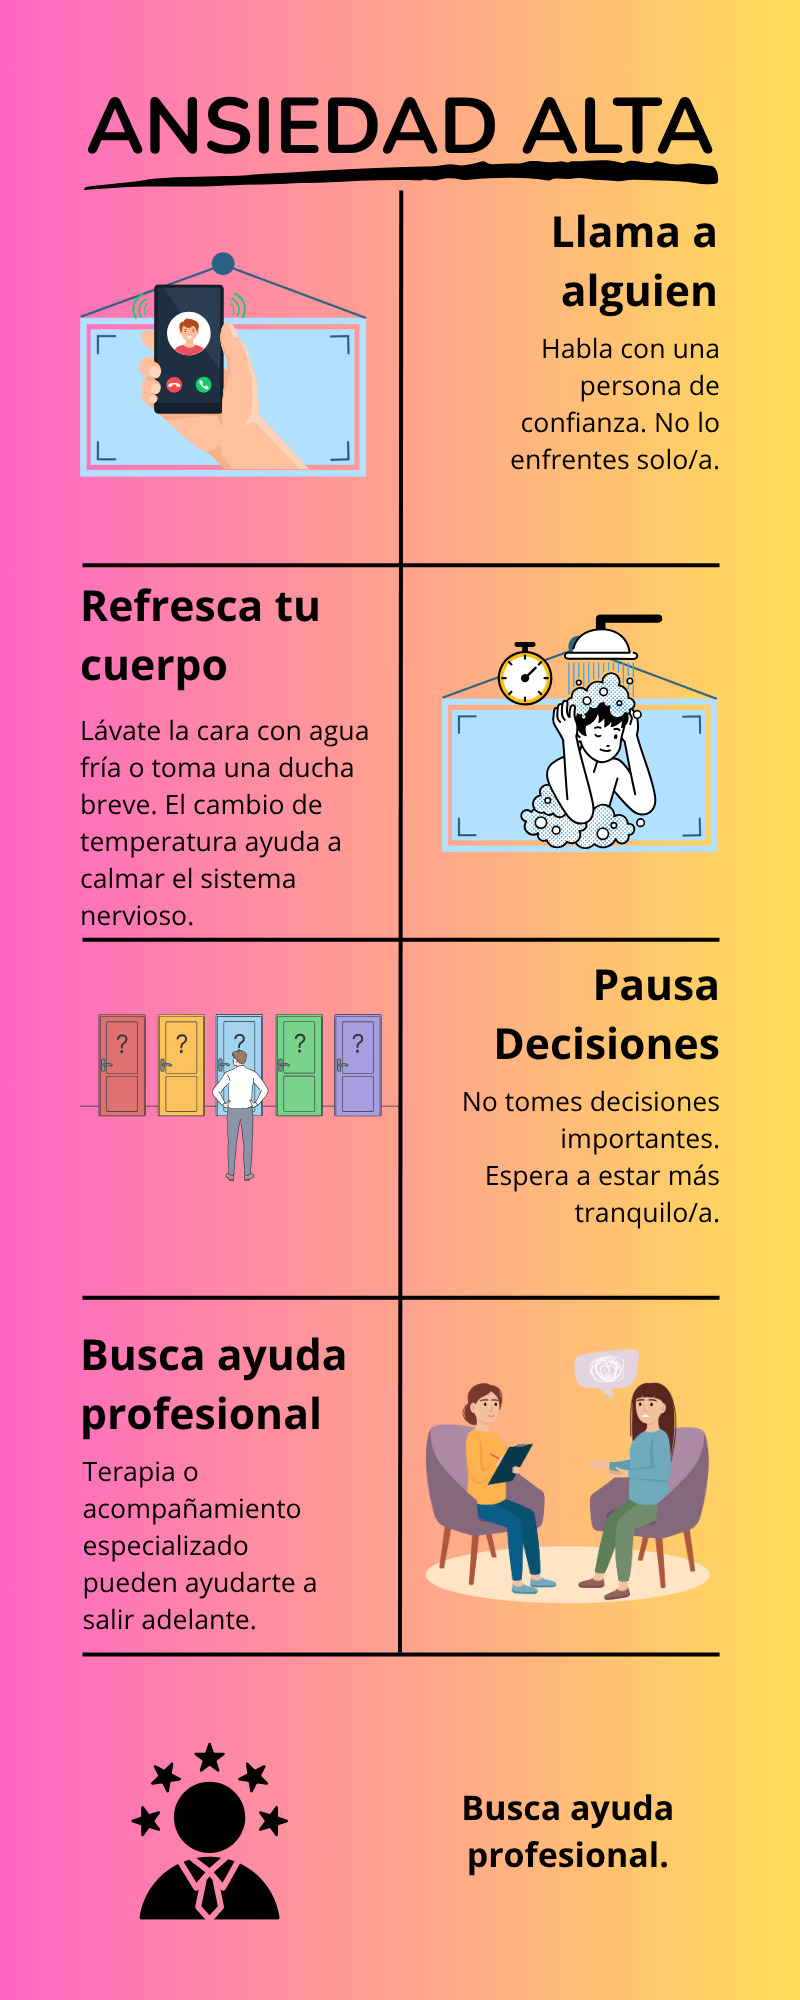 ANSIEDAD ALTA
Llama a
alguien
Habla con una
persona de
confianza. No lo
enfrentes solo/a.
Refresca tu
cuerpo
Lávate la cara con agua
fría o toma una ducha
breve. El cambio de
temperatura ayuda a
calmar el sistema
nervioso.
? ? ? ? ?
Pausa
Decisiones
No tomes decisiones
importantes.
Espera a estar más
tranquilo/a.
Busca ayuda
profesional
Terapia o
acompañamiento
especializado
pueden ayudarte a
salir adelante.
Busca ayuda
profesional.